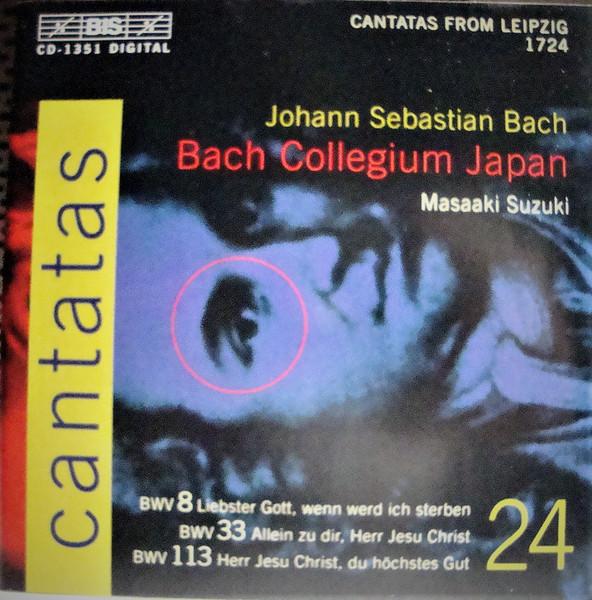 BIS
CD-1351 DIGITAL
CANTATAS FROM LEIPZIG
1724
Johann Sebastian Bach
Bach Collegium Japan
Masaaki Suzuki
cantatas
BWV 8 Liebster Gott, wenn werd ich sterben
BWV 33 Allein zu dir, Herr Jesu Christ
BWV 113 Herr Jesu Christ, du höchstes Gut
24